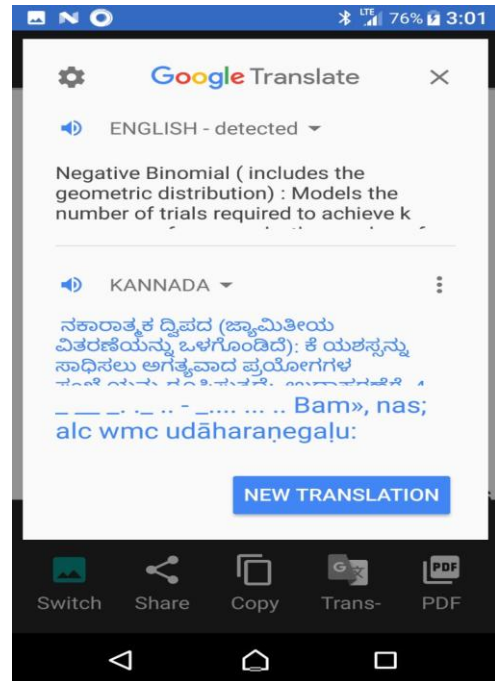 LTE 76% 3:01
Google Translate
ENGLISH - detected
Negative Binomial ( includes the
geometric distribution) : Models the
number of trials required to achieve k
KANNADA
ನಕಾರಾತ್ಮಕ ದ್ವಿಪದ (ಜ್ಯಾಮಿತೀಯ
ವಿತರಣೆಯನ್ನು ಒಳಗೊಂಡಿದೆ): ಕೆ ಯಶಸ್ಸನ್ನು
ಸಾಧಿಸಲು ಅಗತ್ಯವಾದ ಪ್ರಯೋಗಗಳ
_ __ _. ._ .. - _.... ... .. Bam», nas;
alc wmc udāharaṇegaḷu:
NEW TRANSLATION
Switch Share Copy Trans- PDF